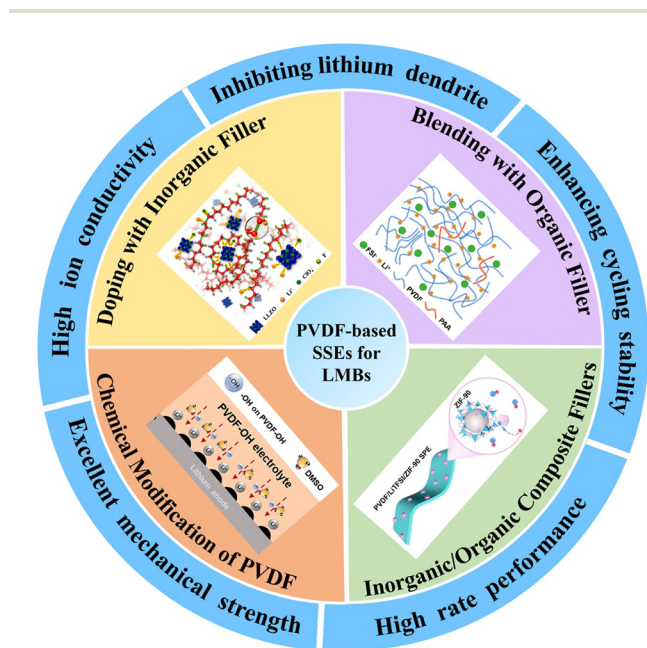 Inhibiting lithium dendrite
Enhancing cycling stability
High rate performance
Excellent mechanical strength
High ion conductivity
Doping with Inorganic Filler
LLZO
Li⁺
ClO₄
F
Blending with Organic Filler
FSI⁻
Li⁺
PVDF
PAA
PVDF-based
SSEs for
LMBs
Chemical Modification of PVDF
-OH
-OH on PVDF-OH
PVDF-OH electrolyte
DMSO
Lithium anode
Inorganic/Organic Composite Fillers
ZIF-90
PVDF/LiTFSI/ZIF-90 SPE